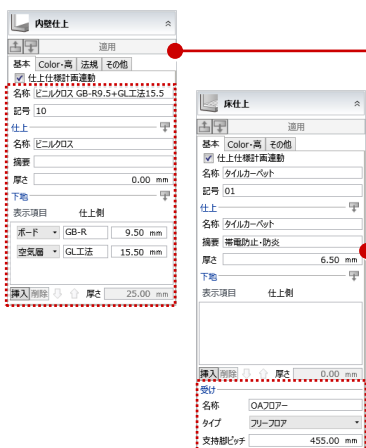 内壁仕上
適用
基本 Color・高 法規 その他
仕上仕様計画連動
名称 ビニルクロス GB-R9.5+GL工法15.5
記号 10
仕上
名称 ビニルクロス
摘要
厚さ 0.00 mm
下地
表示項目 仕上側
ボード GB-R 9.50 mm
空気層 GL工法 15.50 mm
挿入 削除 厚さ 25.00 mm
床仕上
適用
基本 Color・高 その他
仕上仕様計画連動
名称 タイルカーペット
記号 01
仕上
名称 タイルカーペット
摘要 帯電防止・防炎
厚さ 6.50 mm
下地
表示項目 仕上側
挿入 削除 厚さ 0.00 mm
受け
名称 OAフロアー
タイプ フリーフロア
支持脚ピッチ 455.00 mm